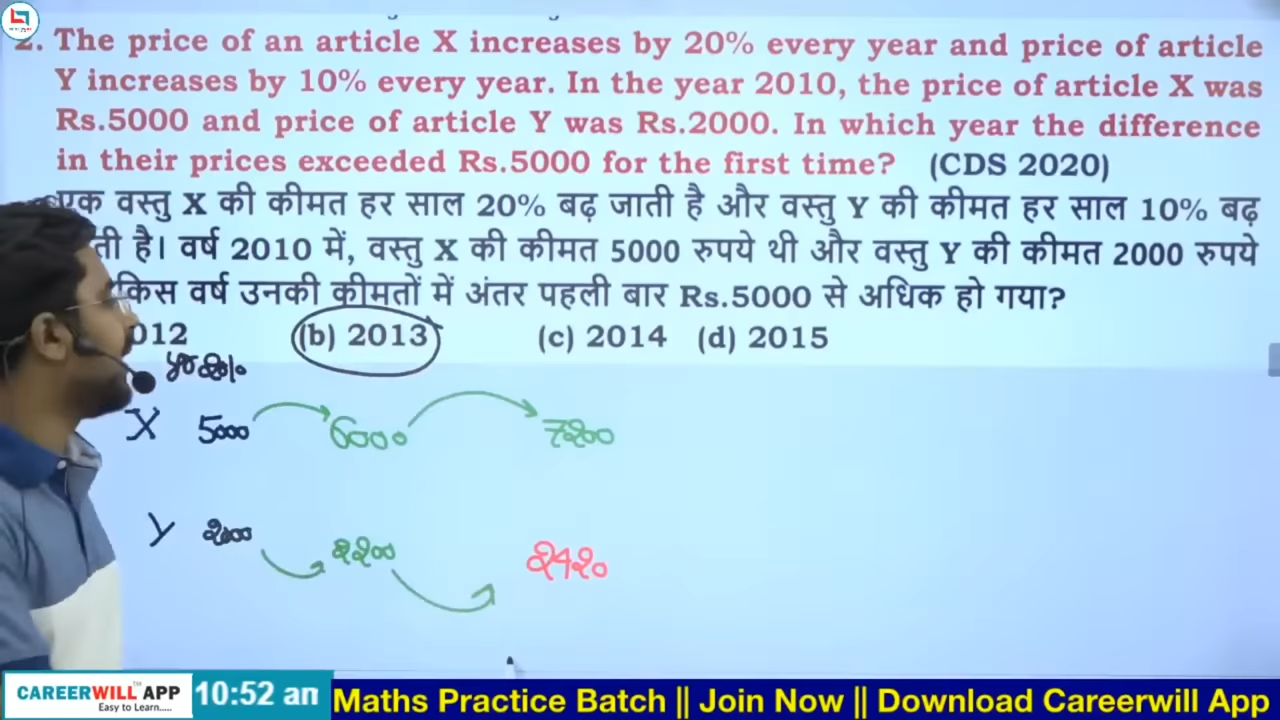 2. The price of an article X increases by 20% every year and price of article
Y increases by 10% every year. In the year 2010, the price of article X was
Rs.5000 and price of article Y was Rs.2000. In which year the difference
in their prices exceeded Rs.5000 for the first time? (CDS 2020)
एक वस्तु X की कीमत हर साल 20% बढ़ जाती है और वस्तु Y की कीमत हर साल 10% बढ़
ती है। वर्ष 2010 में, वस्तु X की कीमत 5000 रुपये थी और वस्तु Y की कीमत 2000 रुपये
किस वर्ष उनकी कीमतों में अंतर पहली बार Rs.5000 से अधिक हो गया?
012 (b) 2013 (c) 2014 (d) 2015
X 5000 6000 7200
Y 2000 2200 2420
CAREERWILL APP
Easy to Learn.....
10:52 an
Maths Practice Batch || Join Now || Download Careerwill App